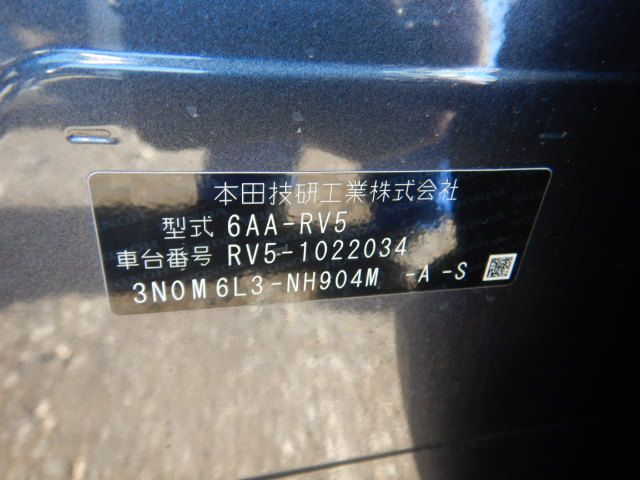 本田技研工業株式会社
型式 6AA-RV5
車台番号 RV5-1022034
3N0M6L3-NH904M -A-S